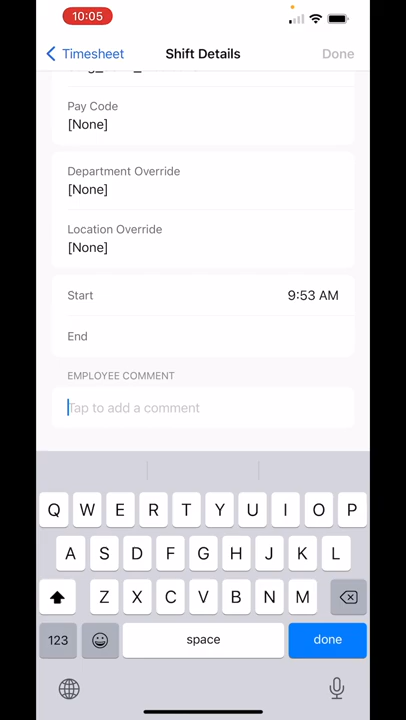 10:05
Timesheet Shift Details Done
Pay Code
[None]
Department Override
[None]
Location Override
[None]
Start 9:53 AM
End
EMPLOYEE COMMENT
Tap to add a comment
Q W E R T Y U I O P
A S D F G H J K L
Z X C V B N M
123 space done